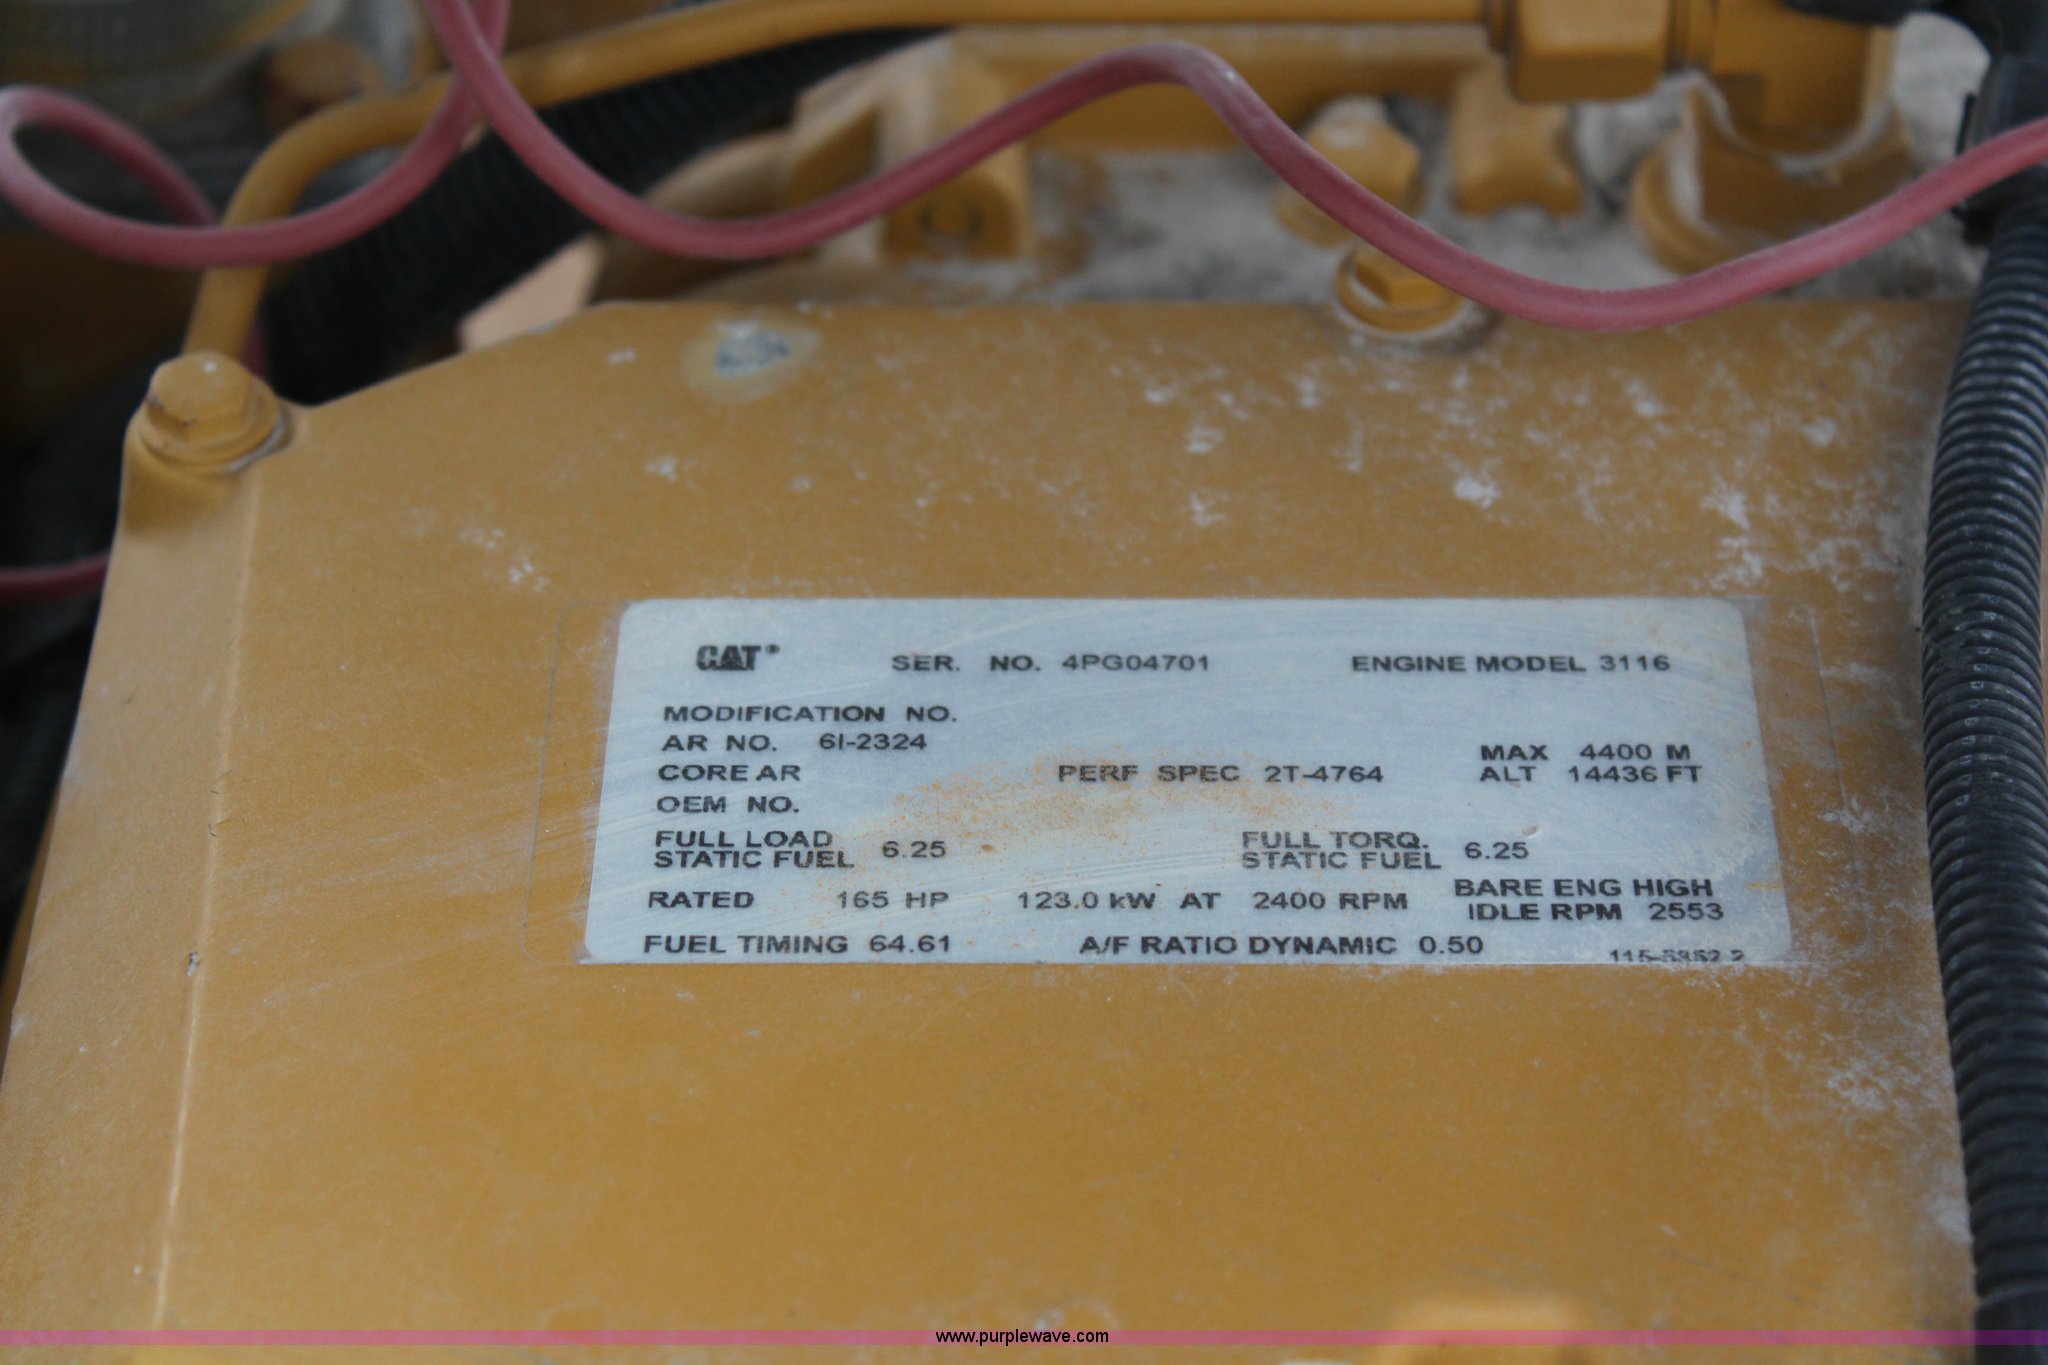 CAT® SER. NO. 4PG04701 ENGINE MODEL 3116
MODIFICATION NO.
AR NO. 6I-2324
MAX 4400 M
CORE AR PERF SPEC 2T-4764 ALT 14436 FT
OEM NO.
FULL LOAD STATIC FUEL 6.25 FULL TORQ. STATIC FUEL 6.25
RATED 165 HP 123.0 kW AT 2400 RPM BARE ENG HIGH IDLE RPM 2553
FUEL TIMING 64.61 A/F RATIO DYNAMIC 0.50
www.purplewave.com